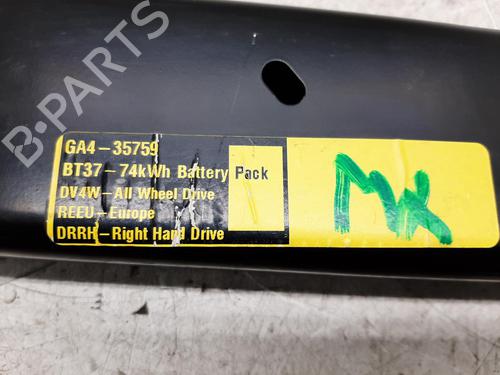 B-PARTS
GA4-35759
BT37-74kWh Battery Pack
DV4W-All Wheel Drive
REEU-Europe
DRRH-Right Hand Drive
MX